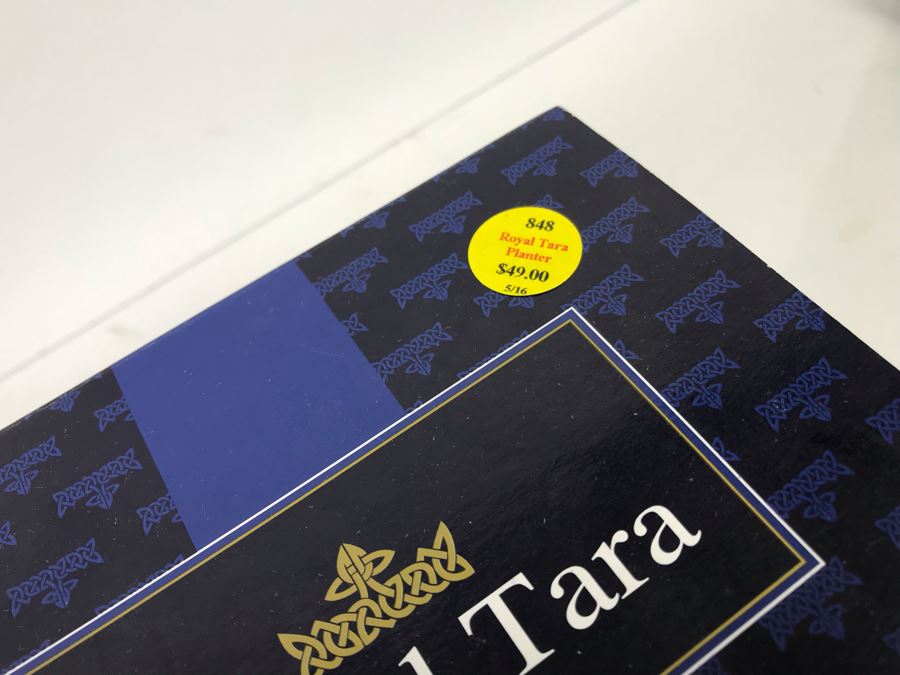 848
Royal Tara
Planter
$49.00
5/16
l Tara